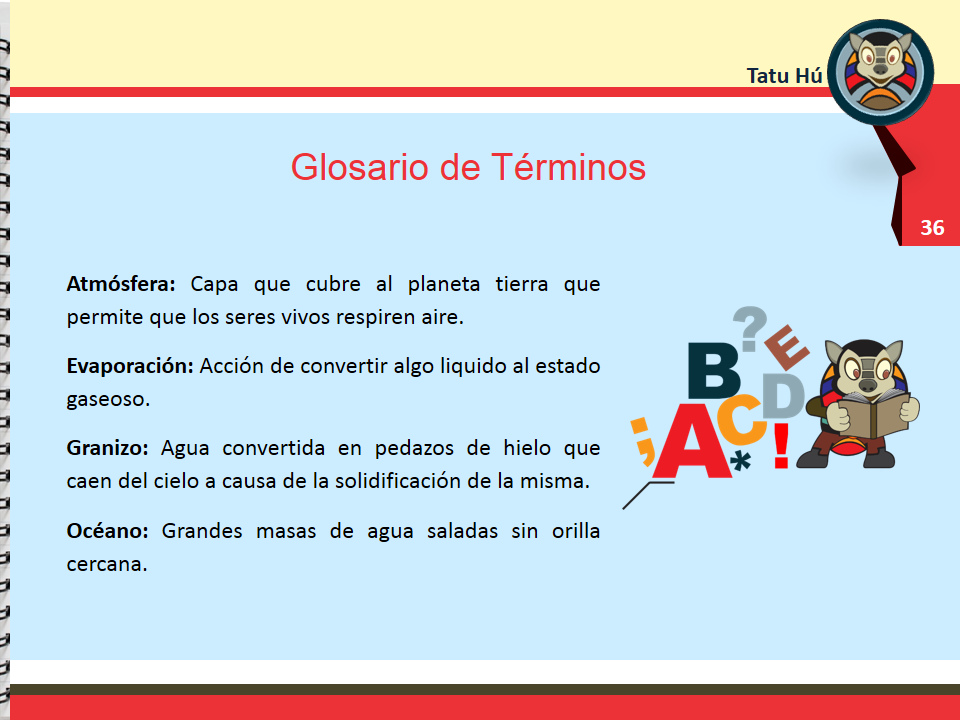 Tatu Hú
Glosario de Términos
36
Atmósfera: Capa que cubre al planeta tierra que
permite que los seres vivos respiren aire.
Evaporación: Acción de convertir algo liquido al estado
gaseoso.
Granizo: Agua convertida en pedazos de hielo que
caen del cielo a causa de la solidificación de la misma.
Océano: Grandes masas de agua saladas sin orilla
cercana.
?
B E
; A C D
* !